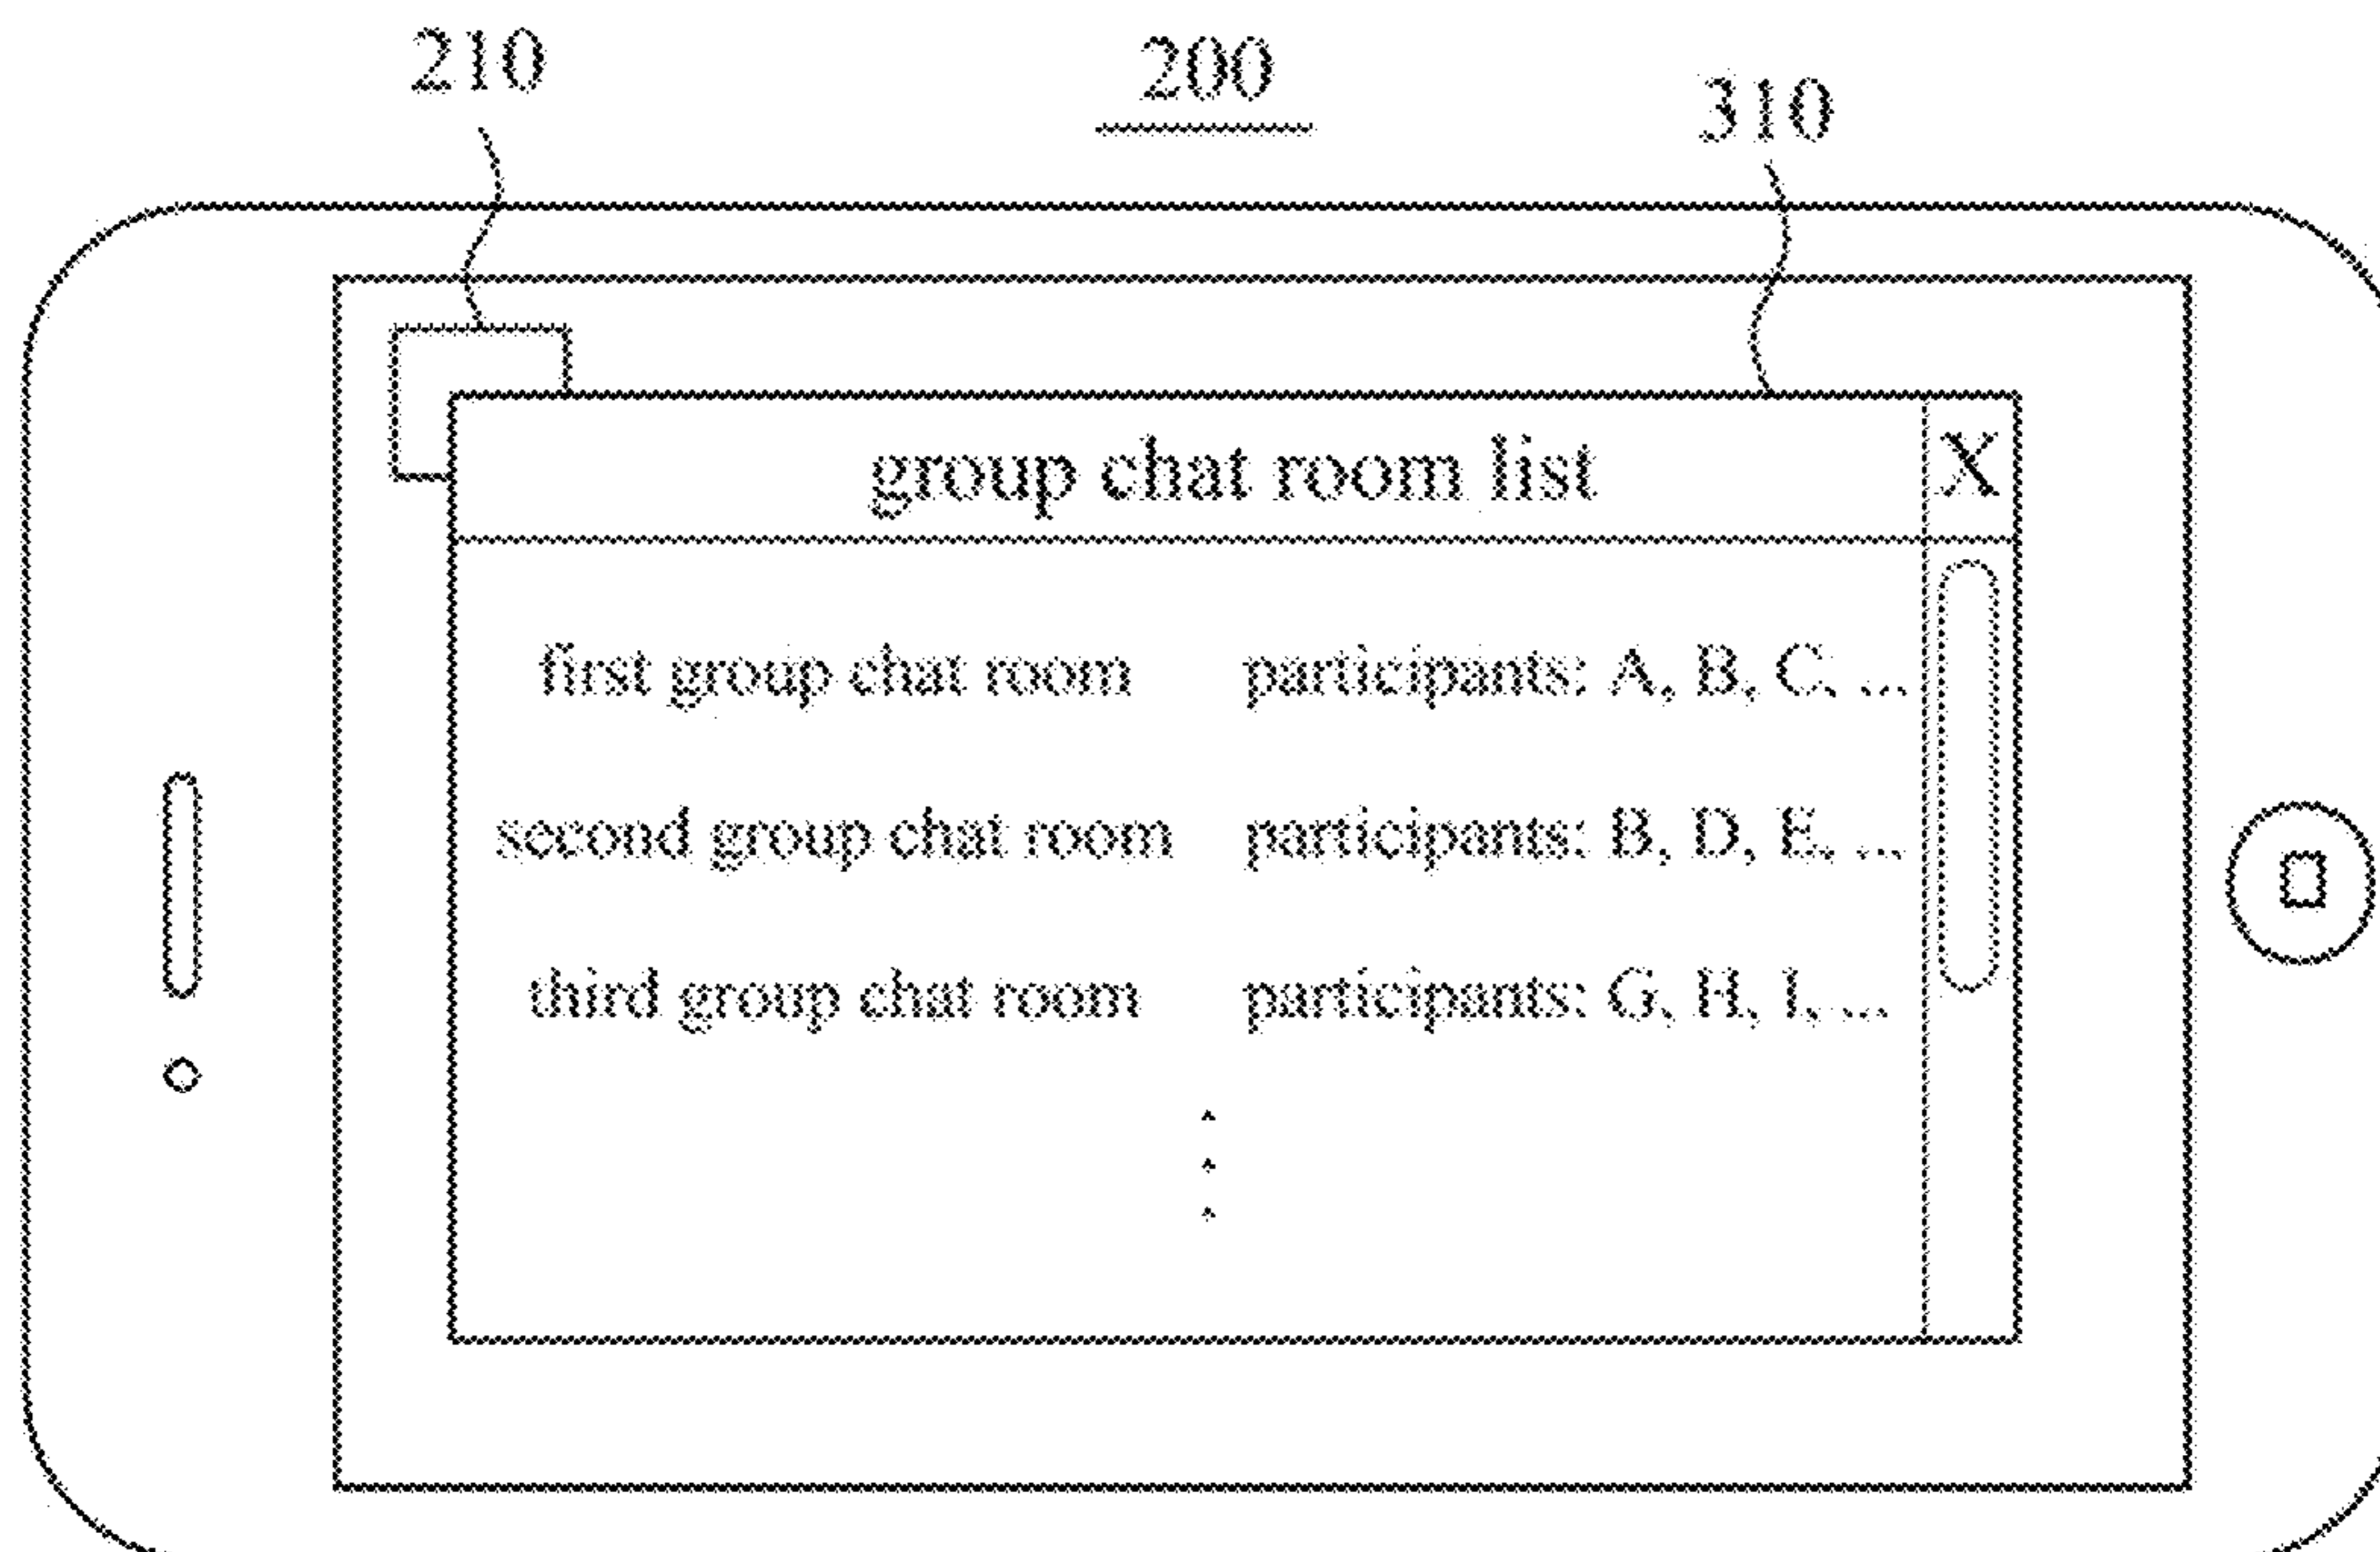 210
200
310
group chat room list X
first group chat room participants: A, B, C, ...
second group chat room participants: B, D, E, ...
third group chat room participants: G, H, I, ...